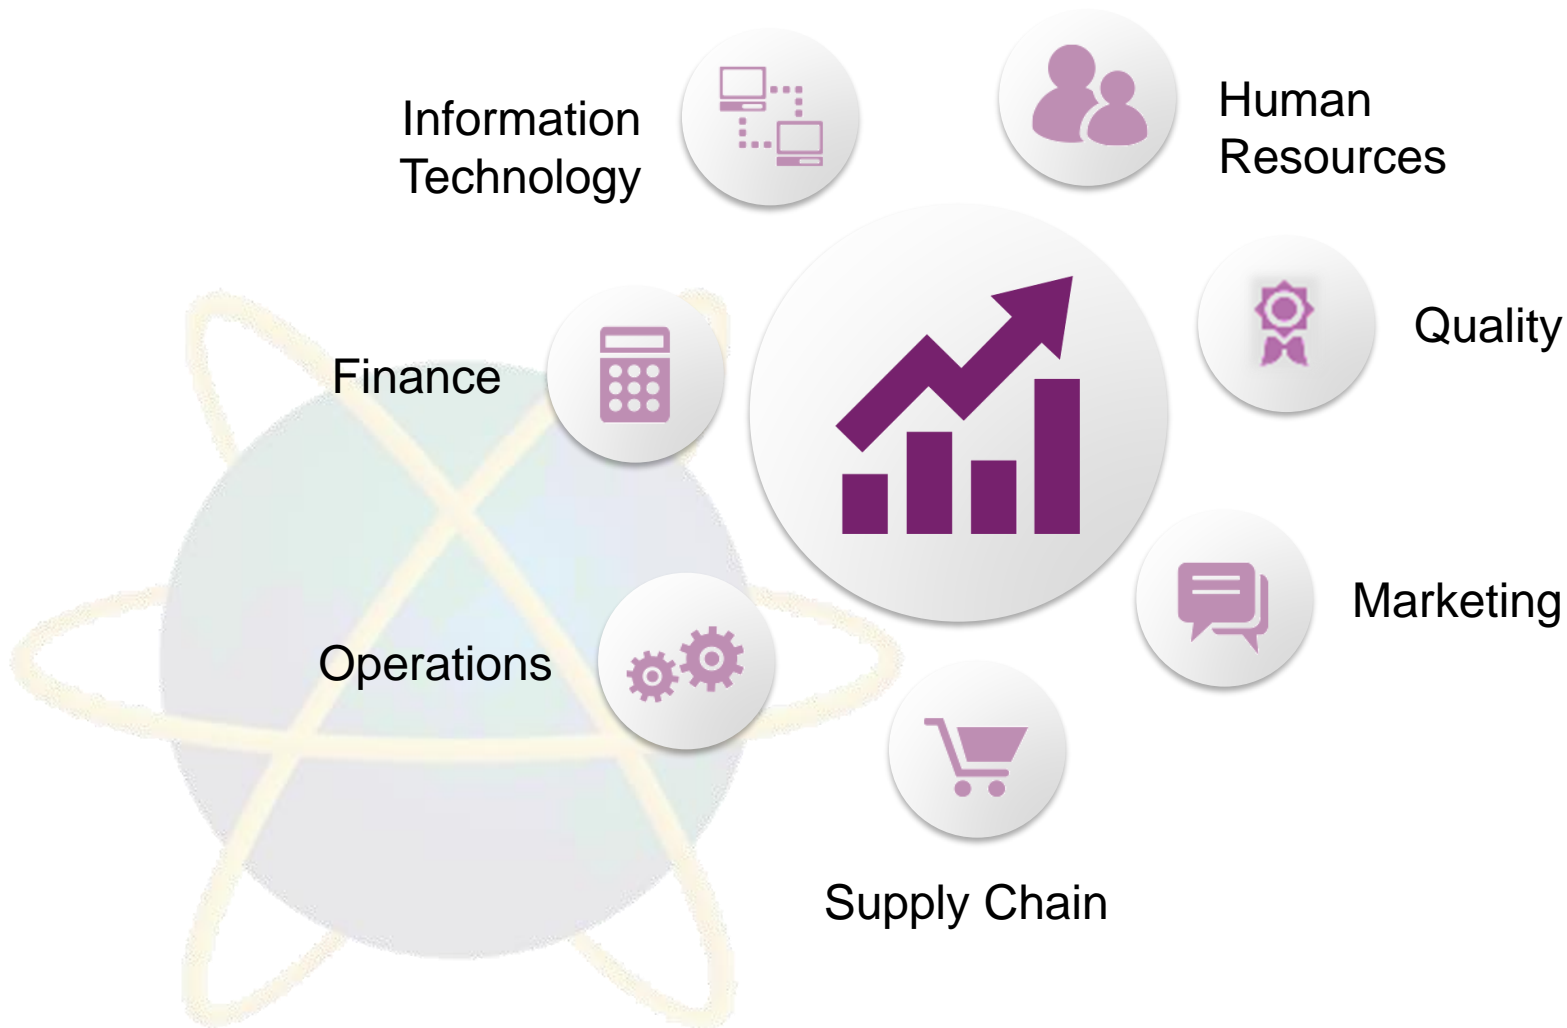 Information
Technology
Human
Resources
Quality
Finance
Marketing
Operations
Supply Chain